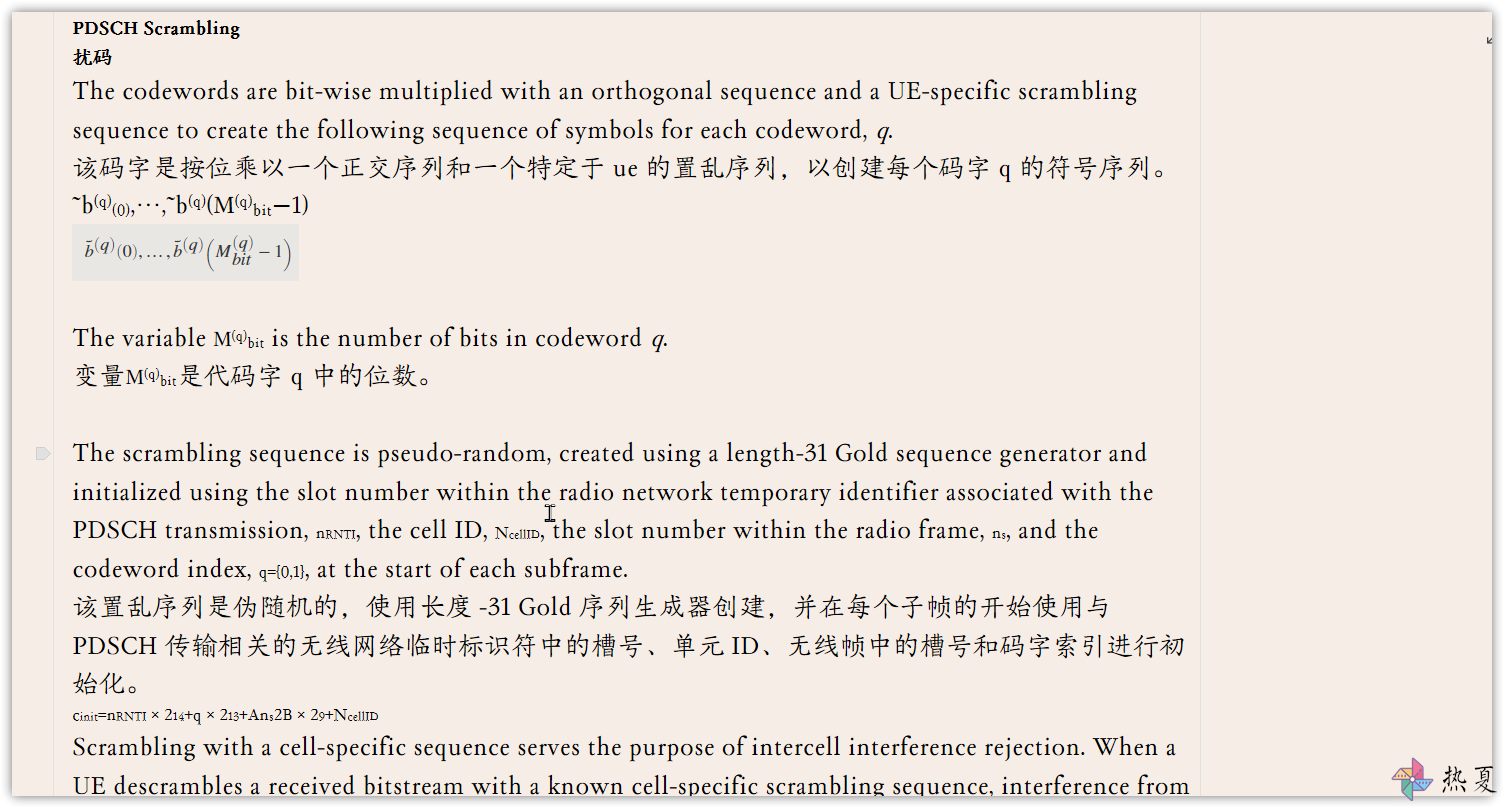 PDSCH Scrambling
扰码
The codewords are bit-wise multiplied with an orthogonal sequence and a UE-specific scrambling
sequence to create the following sequence of symbols for each codeword, q.
该码字是按位乘以一个正交序列和一个特定于 ue 的置乱序列，以创建每个码字 q 的符号序列。
~b(q)(0),⋯,~b(q)(M(q)bit−1)
b̃(q)(0),…,b̃(q)(M(q)bit − 1)
The variable M(q)bit is the number of bits in codeword q.
变量M(q)bit是代码字 q 中的位数。
The scrambling sequence is pseudo-random, created using a length-31 Gold sequence generator and
initialized using the slot number within the radio network temporary identifier associated with the
PDSCH transmission, nRNTI, the cell ID, NcellID, the slot number within the radio frame, ns, and the
codeword index, q={0,1}, at the start of each subframe.
该置乱序列是伪随机的，使用长度 -31 Gold 序列生成器创建，并在每个子帧的开始使用与
PDSCH 传输相关的无线网络临时标识符中的槽号、单元 ID、无线帧中的槽号和码字索引进行初
始化。
cinit=nRNTI × 214+q × 213+Ans2B × 29+NcellID
Scrambling with a cell-specific sequence serves the purpose of intercell interference rejection. When a
UE descrambles a received bitstream with a known cell-specific scrambling sequence, interference from
热夏